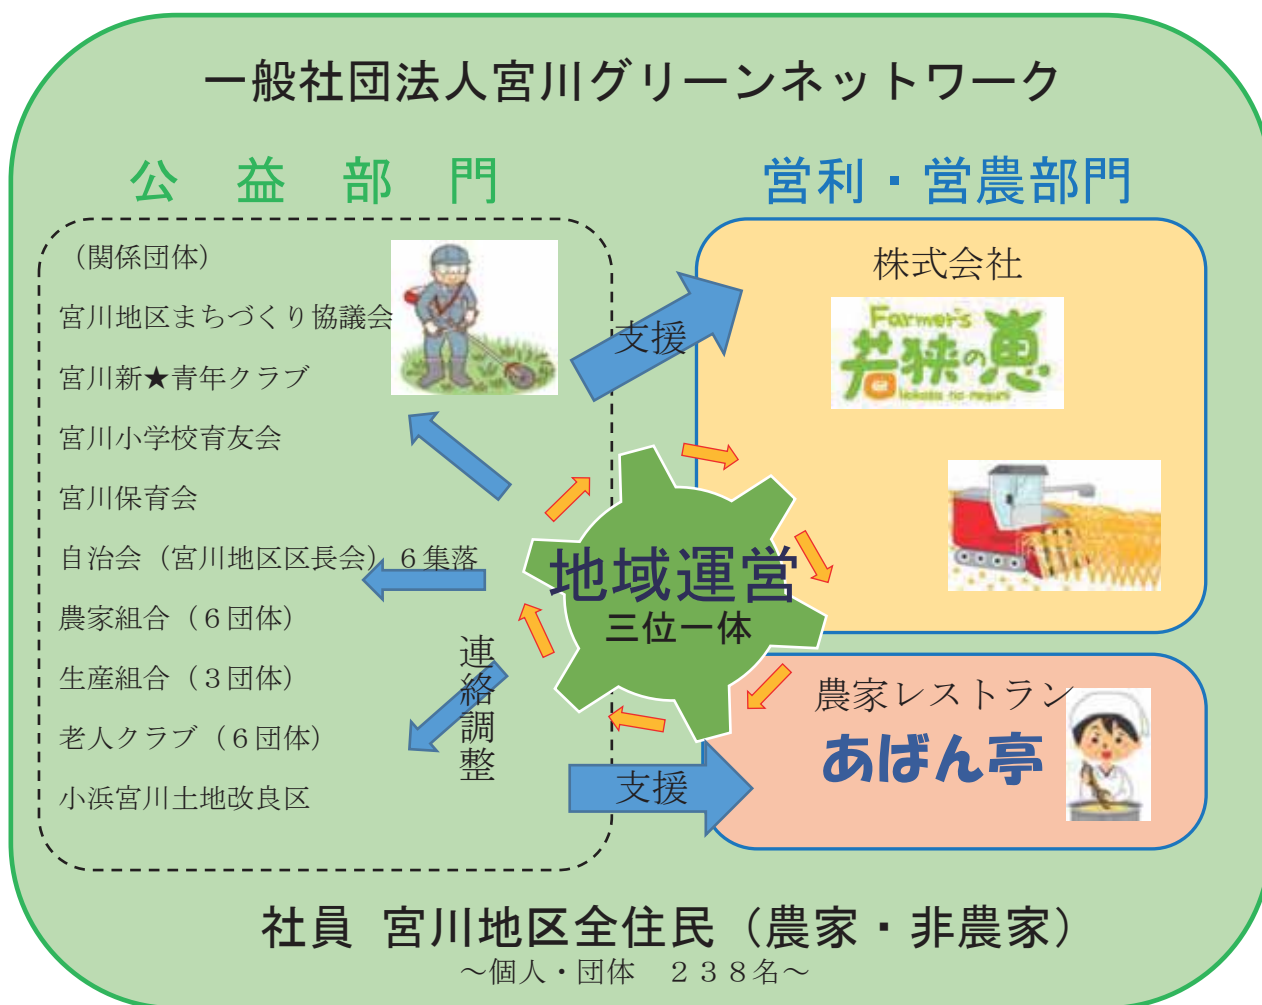 一般社団法人宮川グリーンネットワーク
公益部門
(関係団体)
宮川地区まちづくり協議会
宮川新★青年クラブ
宮川小学校育友会
宮川保育会
自治会(宮川地区区長会)6集落
農家組合(6団体)
生産組合(3団体)
老人クラブ(6団体)
小浜宮川土地改良区
連絡調整
支援
支援
地域運営
三位一体
営利・営農部門
株式会社
Farmer's
若狭の恵
Wakasa no megumi
農家レストラン
あばん亭
社員 宮川地区全住民(農家・非農家)
~個人・団体 238名~